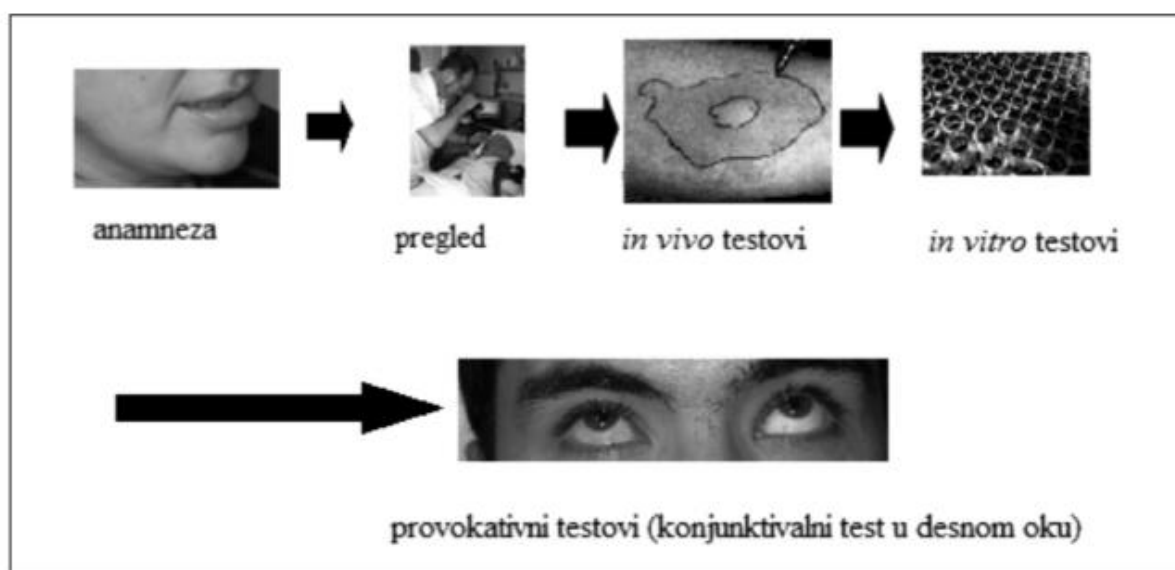 anamneza
pregled
in vivo testovi
in vitro testovi
provokativni testovi (konjunktivalni test u desnom oku)